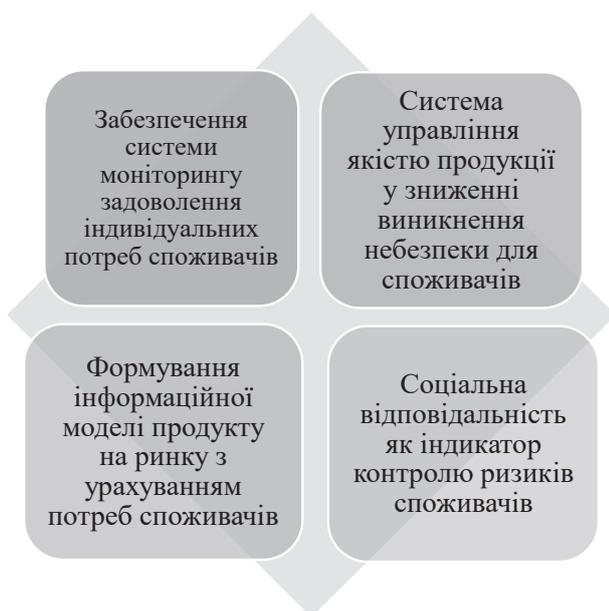 Забезпечення
системи
моніторингу
задоволення
індивідуальних
потреб споживачів
Система
управління
якістю продукції
у зниженні
виникнення
небезпеки для
споживачів
Формування
інформаційної
моделі продукту
на ринку з
урахуванням
потреб споживачів
Соціальна
відповідальність
як індикатор
контролю ризиків
споживачів